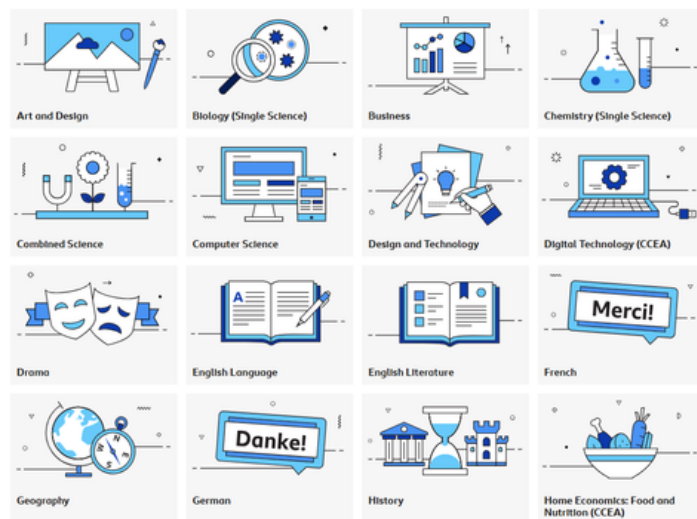 Art and Design
Biology (Single Science)
Business
Chemistry (Single Science)
Combined Science
Computer Science
Design and Technology
Digital Technology (CCEA)
Drama
A
English Language
English Literature
Merci!
French
N
E
S
W
Geography
Danke!
German
History
Home Economics: Food and
Nutrition (CCEA)